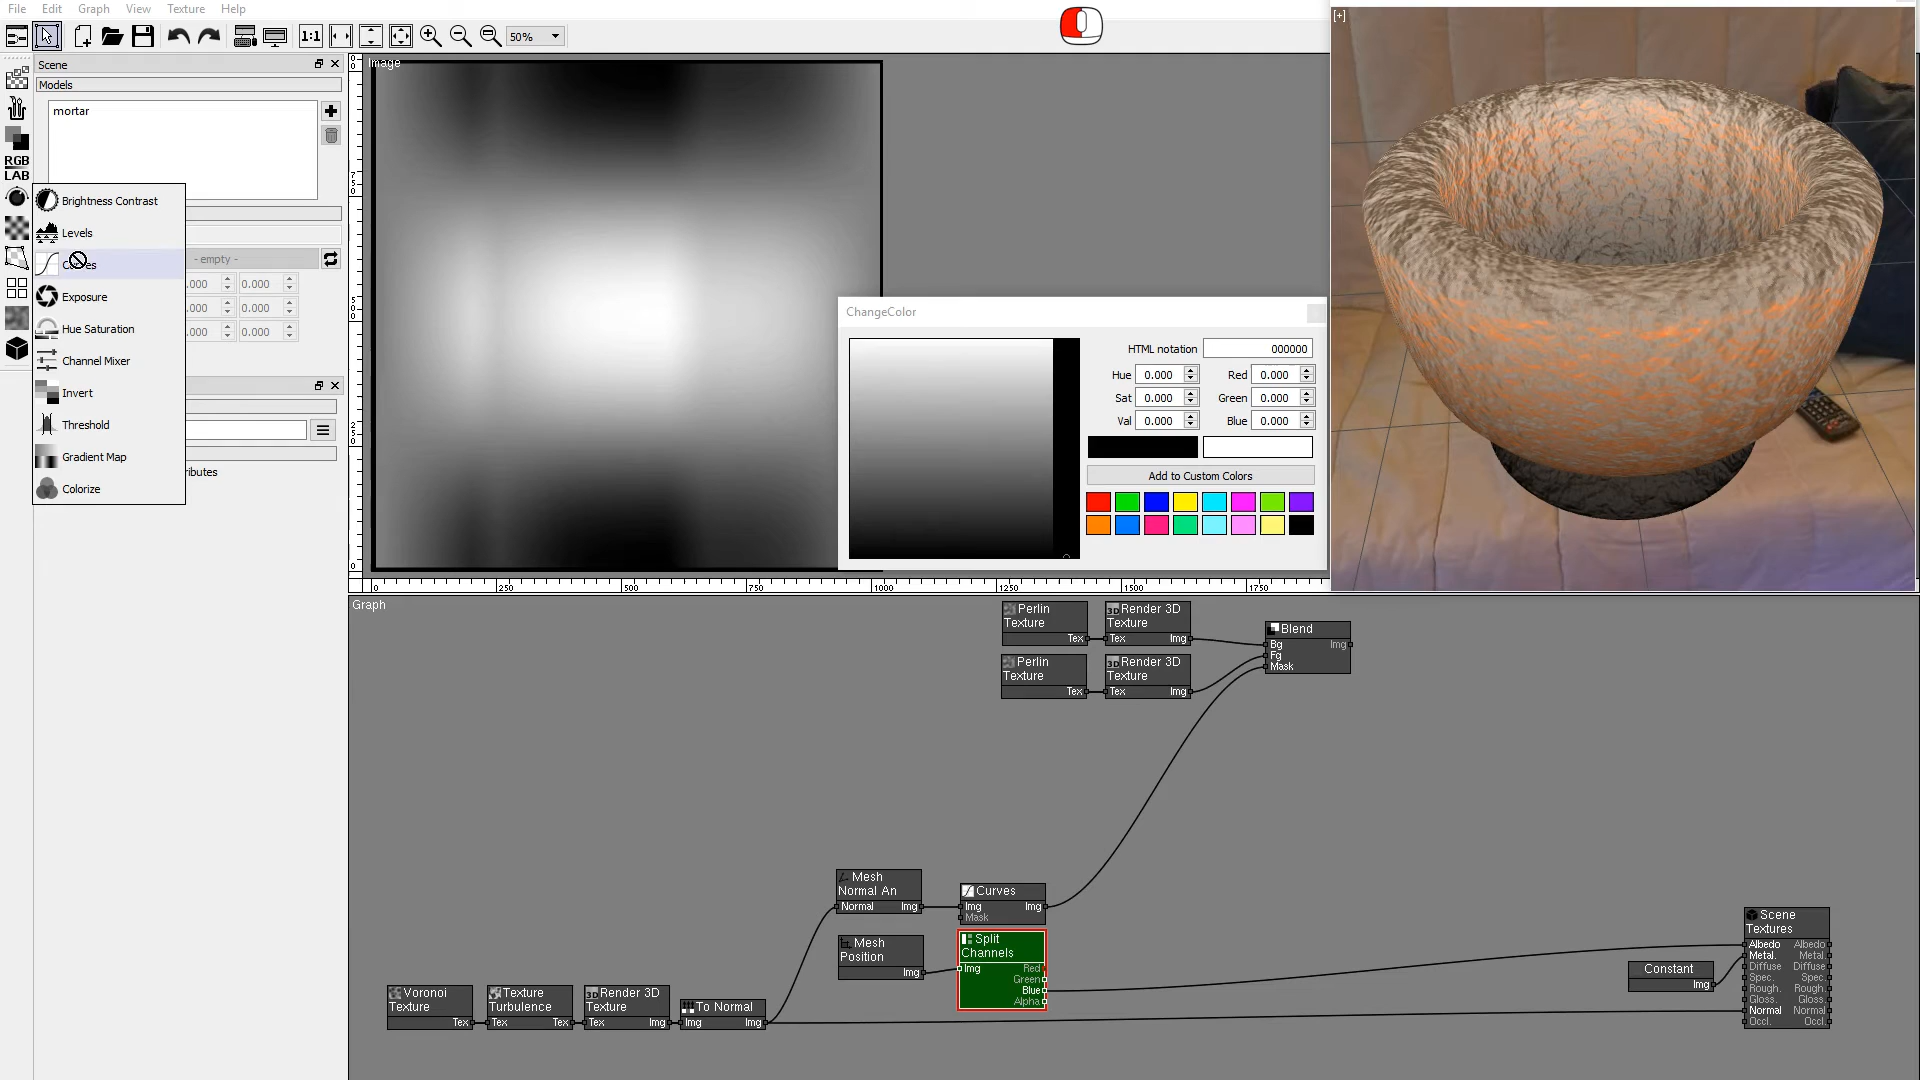 File Edit Graph View Texture Help
1:1
50%
[+]
Scene
Models
mortar
RGB
LAB
Brightness Contrast
Levels
Curves
Exposure
Hue Saturation
Channel Mixer
Invert
Threshold
Gradient Map
Colorize
- empty -
.000 0.000
.000 0.000
.000 0.000
ributes
Image
0 250 500 750 1000 1250 1500 1750
ChangeColor
HTML notation 000000
Hue 0.000 Red 0.000
Sat 0.000 Green 0.000
Val 0.000 Blue 0.000
Add to Custom Colors
Graph
Perlin
Texture
Tex
3D Render 3D
Texture
Tex Img
Perlin
Texture
Tex
3D Render 3D
Texture
Tex Img
Blend
Bg Img
Fg
Mask
Mesh
Normal An
Normal Img
Curves
Img Img
Mask
Mesh
Position
Img
Split
Channels
Img Red
Green
Blue
Alpha
Voronoi
Texture
Tex
Texture
Turbulence
Tex Tex
3D Render 3D
Texture
Tex Img
To Normal
Img Img
Constant
Img
Scene
Textures
Albedo Albedo
Metal. Metal.
Diffuse Diffuse
Spec. Spec.
Rough. Rough.
Gloss. Gloss.
Normal Normal
Occl. Occl.